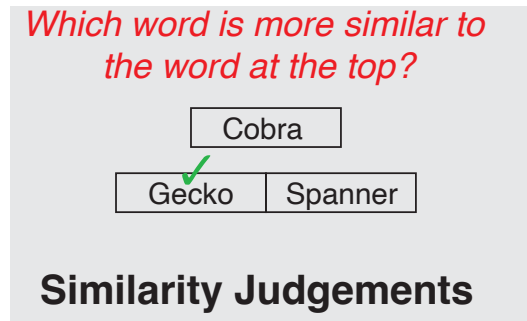 Which word is more similar to
the word at the top?
Cobra
Gecko Spanner
Similarity Judgements